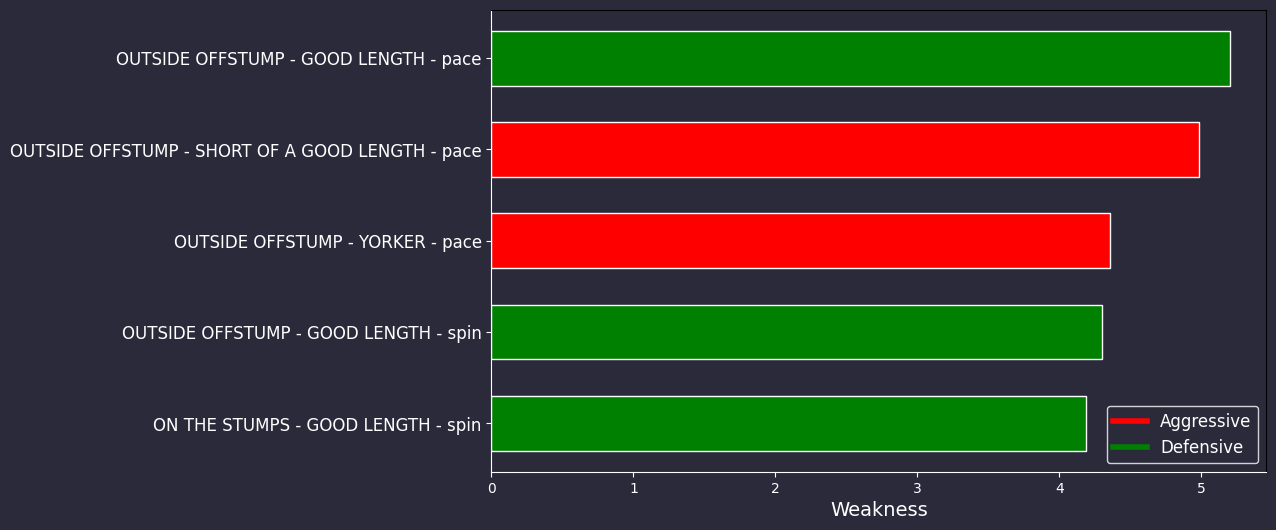 OUTSIDE OFFSTUMP - GOOD LENGTH - pace
OUTSIDE OFFSTUMP - SHORT OF A GOOD LENGTH - pace
OUTSIDE OFFSTUMP - YORKER - pace
OUTSIDE OFFSTUMP - GOOD LENGTH - spin
ON THE STUMPS - GOOD LENGTH - spin
Aggressive
Defensive
0 1 2 3 4 5
Weakness